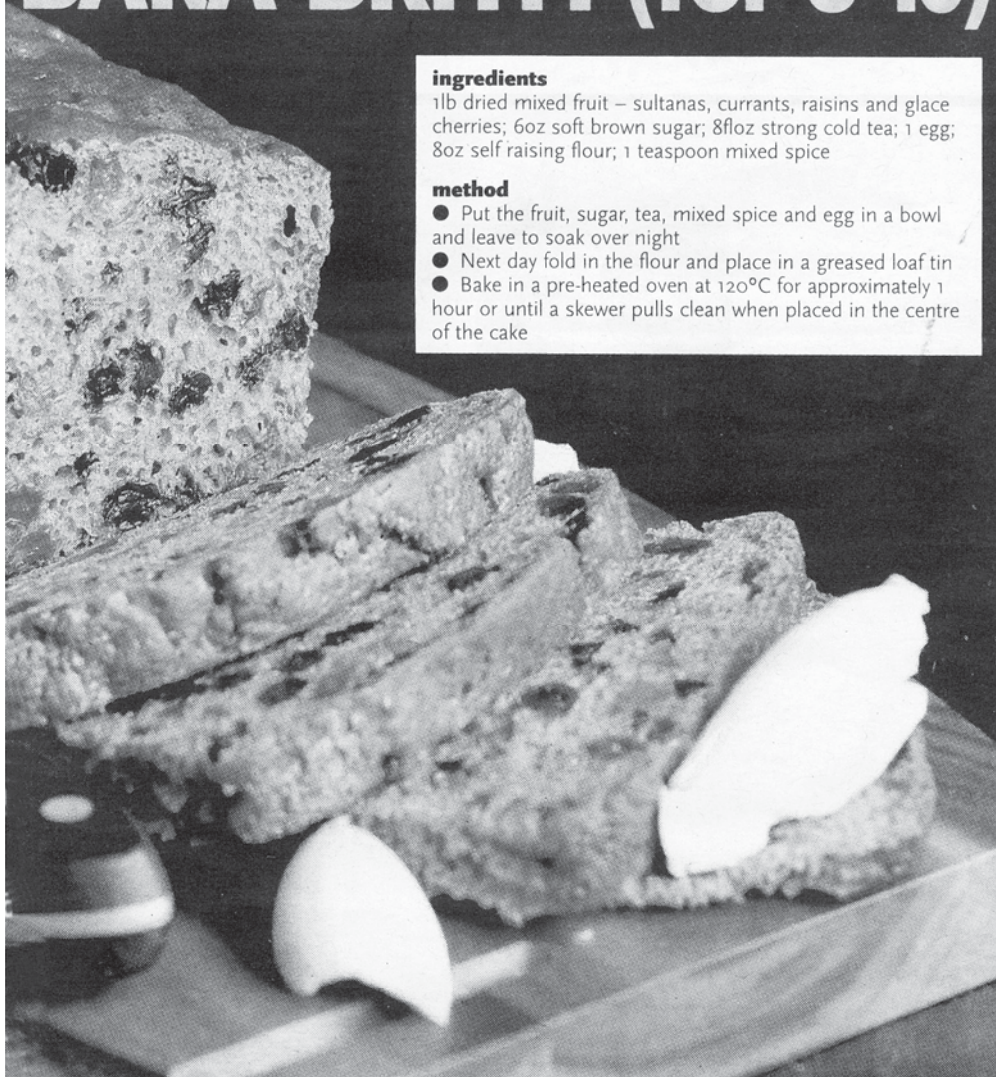 BARA BRITH (for
ingredients
1lb dried mixed fruit – sultanas, currants, raisins and glace
cherries; 6oz soft brown sugar; 8floz strong cold tea; 1 egg;
8oz self raising flour; 1 teaspoon mixed spice
method
● Put the fruit, sugar, tea, mixed spice and egg in a bowl
and leave to soak over night
● Next day fold in the flour and place in a greased loaf tin
● Bake in a pre-heated oven at 120°C for approximately 1
hour or until a skewer pulls clean when placed in the centre
of the cake